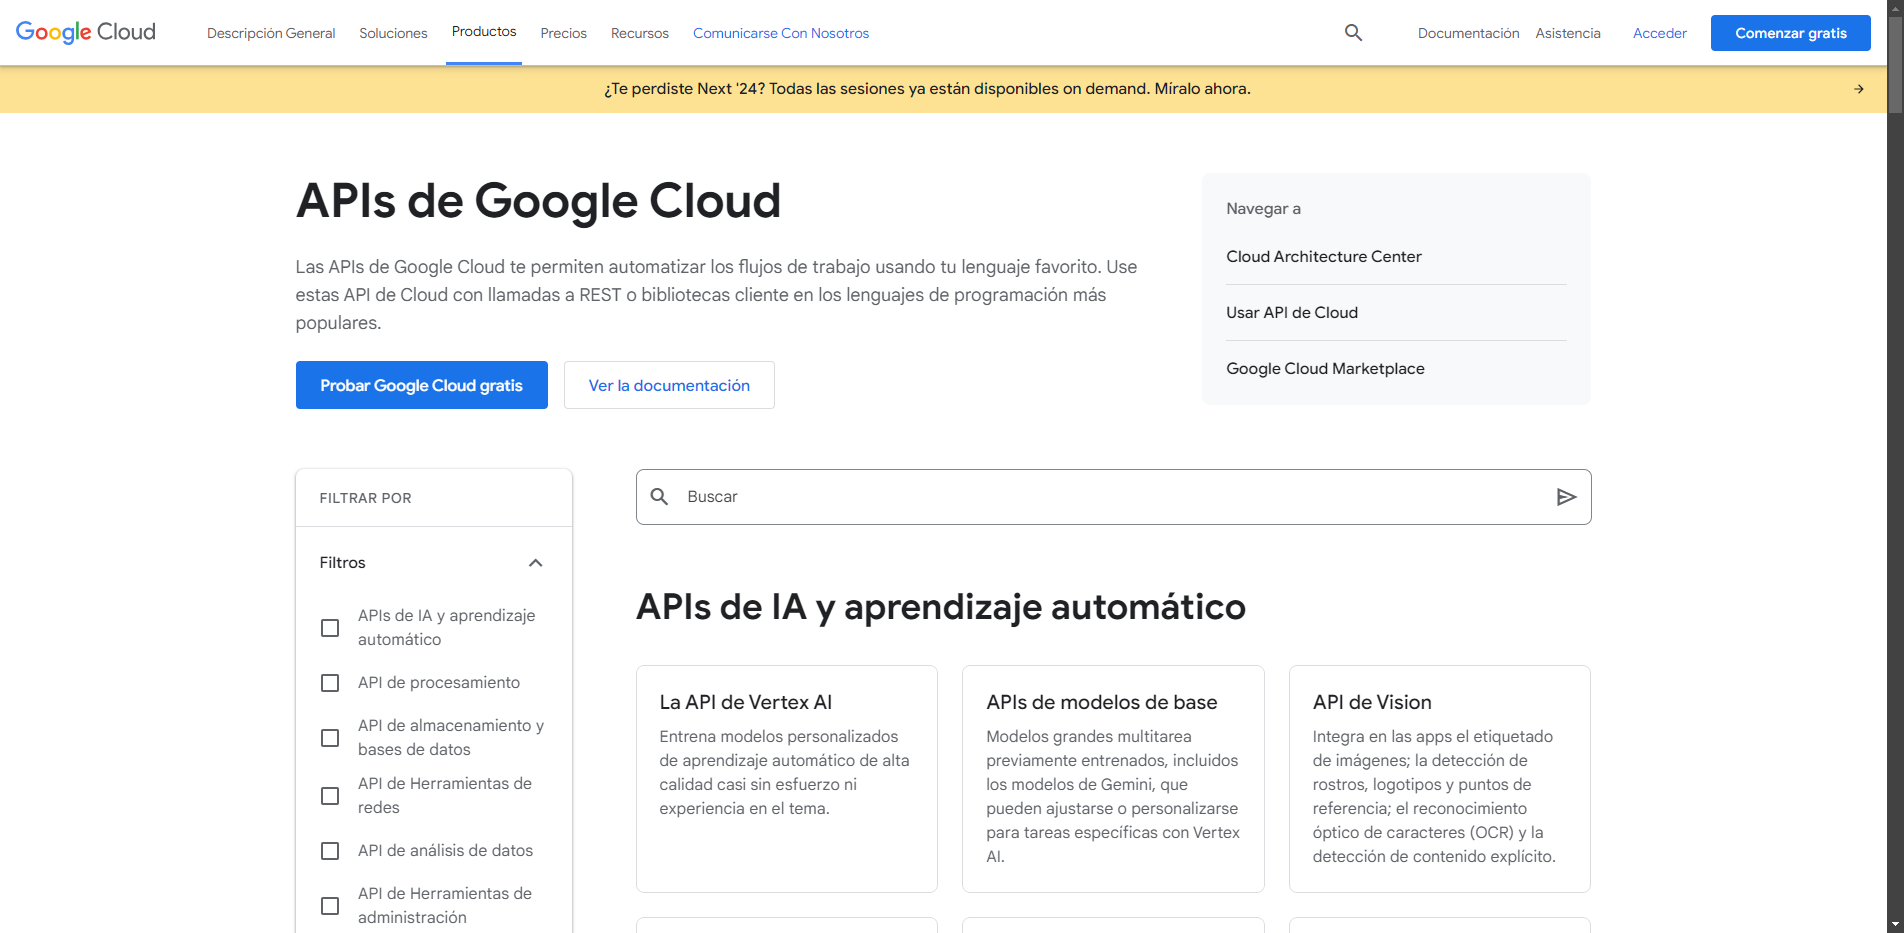 Google Cloud
Descripción General
Soluciones
Productos
Precios
Recursos
Comunicarse Con Nosotros
Documentación
Asistencia
Acceder
Comenzar gratis
¿Te perdiste Next '24? Todas las sesiones ya están disponibles on demand. Míralo ahora.
APIs de Google Cloud
Las APIs de Google Cloud te permiten automatizar los flujos de trabajo usando tu lenguaje favorito. Use
estas API de Cloud con llamadas a REST o bibliotecas cliente en los lenguajes de programación más
populares.
Probar Google Cloud gratis
Ver la documentación
Navegar a
Cloud Architecture Center
Usar API de Cloud
Google Cloud Marketplace
FILTRAR POR
Filtros
APIs de IA y aprendizaje
automático
API de procesamiento
API de almacenamiento y
bases de datos
API de Herramientas de
redes
API de análisis de datos
API de Herramientas de
administración
Buscar
APIs de IA y aprendizaje automático
La API de Vertex AI
Entrena modelos personalizados
de aprendizaje automático de alta
calidad casi sin esfuerzo ni
experiencia en el tema.
APIs de modelos de base
Modelos grandes multitarea
previamente entrenados, incluidos
los modelos de Gemini, que
pueden ajustarse o personalizarse
para tareas específicas con Vertex
AI.
API de Vision
Integra en las apps el etiquetado
de imágenes; la detección de
rostros, logotipos y puntos de
referencia; el reconocimiento
óptico de caracteres (OCR) y la
detección de contenido explícito.